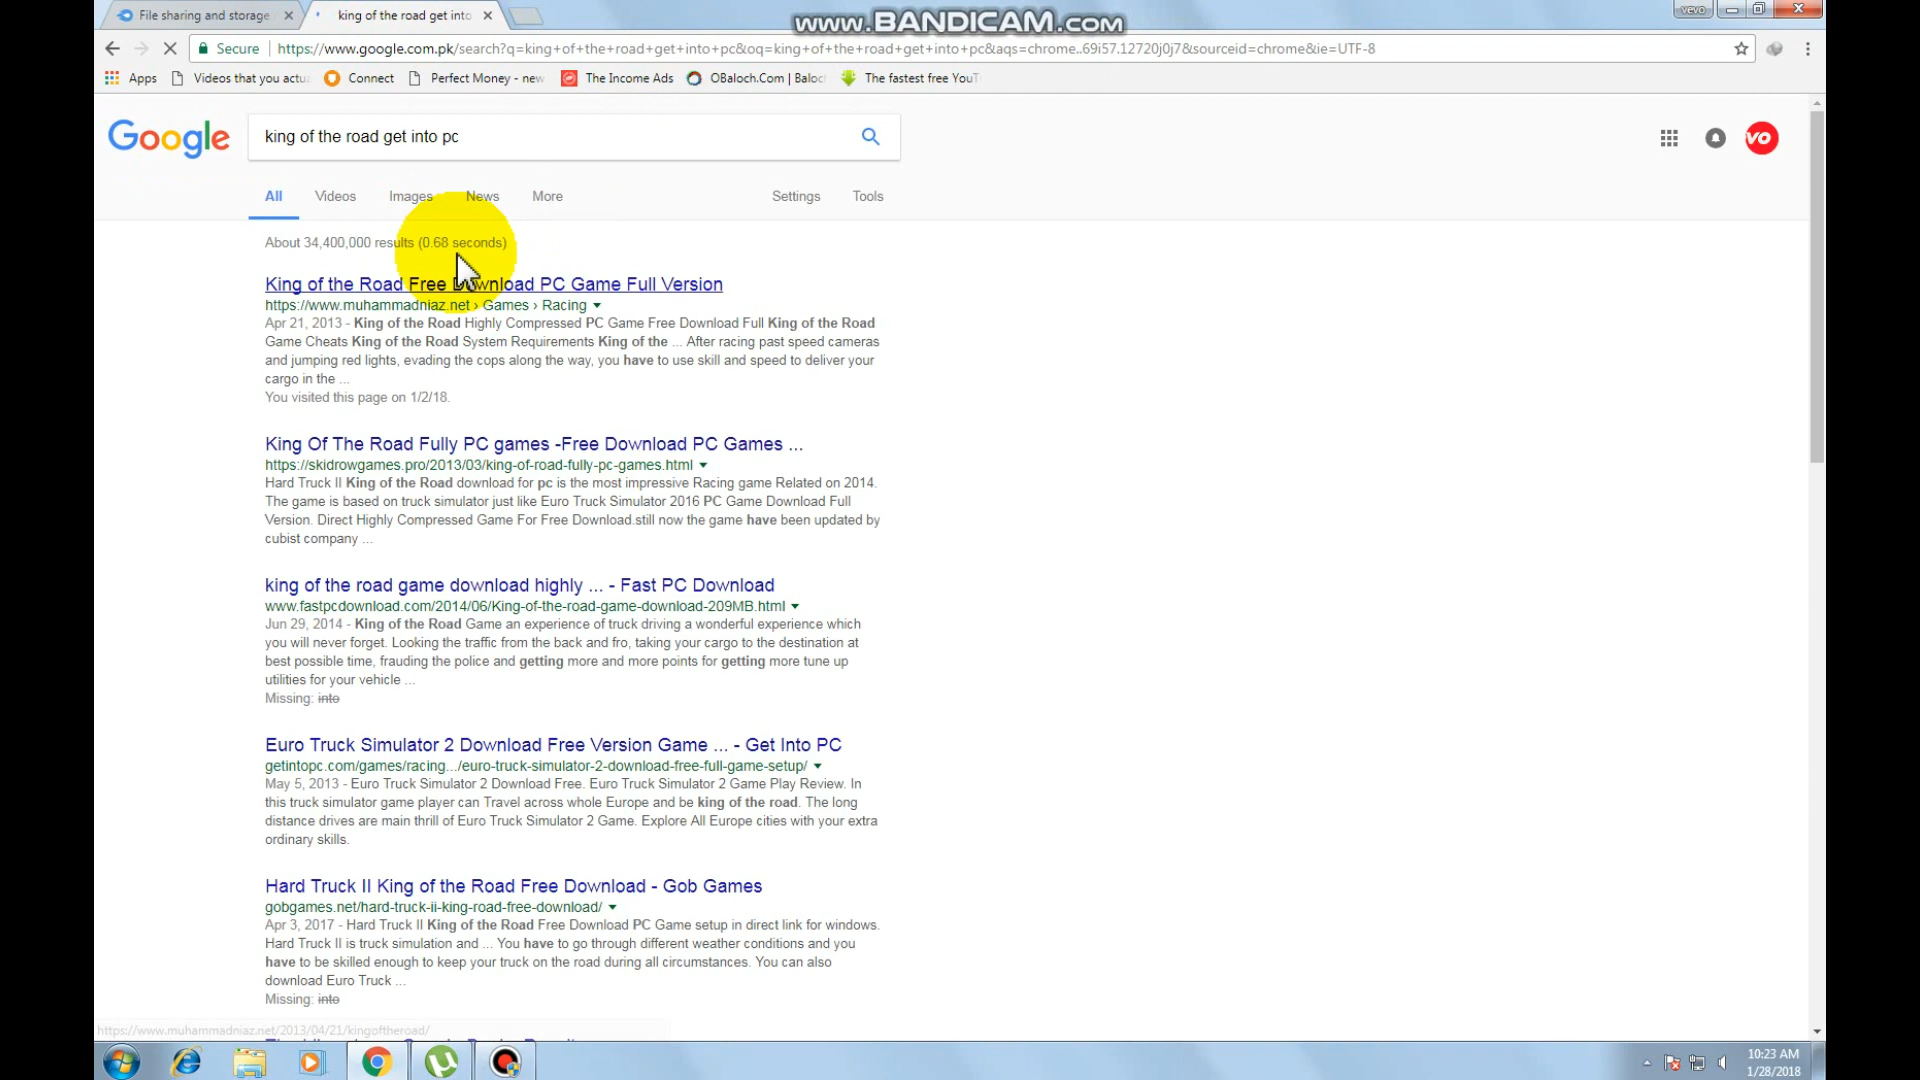 File sharing and storage
king of the road get into
www.BANDICAM.com
vevo
Secure
https://www.google.com.pk/search?q=king+of+the+road+get+into+pc&oq=king+of+the+road+get+into+pc&aqs=chrome..69i57.12720j0j7&sourceid=chrome&ie=UTF-8
Apps
Videos that you actu
Connect
Perfect Money - new
The Income Ads
OBaloch.Com | Baloc
The fastest free YouT
Google
king of the road get into pc
VO
All Videos Images News More Settings Tools
About 34,400,000 results (0.68 seconds)
King of the Road Free Download PC Game Full Version
https://www.muhammadniaz.net › Games › Racing
Apr 21, 2013 - King of the Road Highly Compressed PC Game Free Download Full King of the Road
Game Cheats King of the Road System Requirements King of the ... After racing past speed cameras
and jumping red lights, evading the cops along the way, you have to use skill and speed to deliver your
cargo in the ...
You visited this page on 1/2/18.
King Of The Road Fully PC games -Free Download PC Games ...
https://skidrowgames.pro/2013/03/king-of-road-fully-pc-games.html
Hard Truck II King of the Road download for pc is the most impressive Racing game Related on 2014.
The game is based on truck simulator just like Euro Truck Simulator 2016 PC Game Download Full
Version. Direct Highly Compressed Game For Free Download.still now the game have been updated by
cubist company ...
king of the road game download highly ... - Fast PC Download
www.fastpcdownload.com/2014/06/King-of-the-road-game-download-209MB.html
Jun 29, 2014 - King of the Road Game an experience of truck driving a wonderful experience which
you will never forget. Looking the traffic from the back and fro, taking your cargo to the destination at
best possible time, frauding the police and getting more and more points for getting more tune up
utilities for your vehicle ...
Missing: into
Euro Truck Simulator 2 Download Free Version Game ... - Get Into PC
getintopc.com/games/racing.../euro-truck-simulator-2-download-free-full-game-setup/
May 5, 2013 - Euro Truck Simulator 2 Download Free. Euro Truck Simulator 2 Game Play Review. In
this truck simulator game player can Travel across whole Europe and be king of the road. The long
distance drives are main thrill of Euro Truck Simulator 2 Game. Explore All Europe cities with your extra
ordinary skills.
Hard Truck II King of the Road Free Download - Gob Games
gobgames.net/hard-truck-ii-king-road-free-download/
Apr 3, 2017 - Hard Truck II King of the Road Free Download PC Game setup in direct link for windows.
Hard Truck II is truck simulation and ... You have to go through different weather conditions and you
have to be skilled enough to keep your truck on the road during all circumstances. You can also
download Euro Truck ...
Missing: into
https://www.muhammadniaz.net/2013/04/21/kingoftheroad/
10:23 AM
1/28/2018